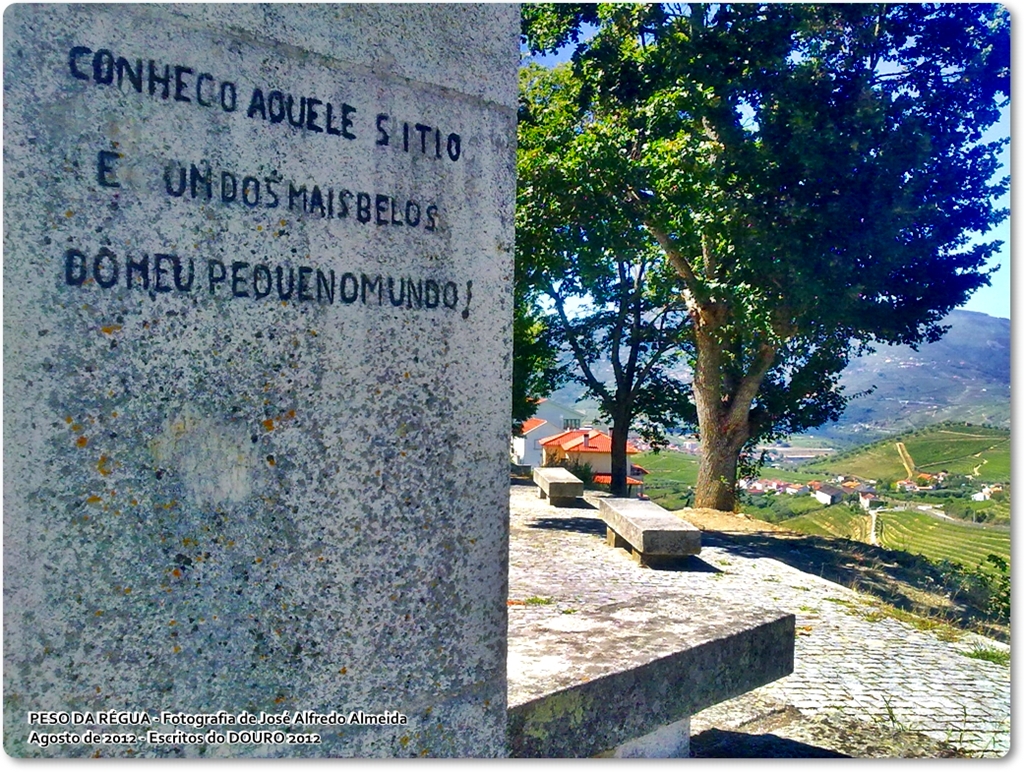 CONHECO AQUELE SITIO
E UM DOS MAIS BELOS
DO MEU PEQUENO MUNDO!
PESO DA RÉGUA - Fotografia de José Alfredo Almeida
Agosto de 2012 - Escritos do DOURO 2012